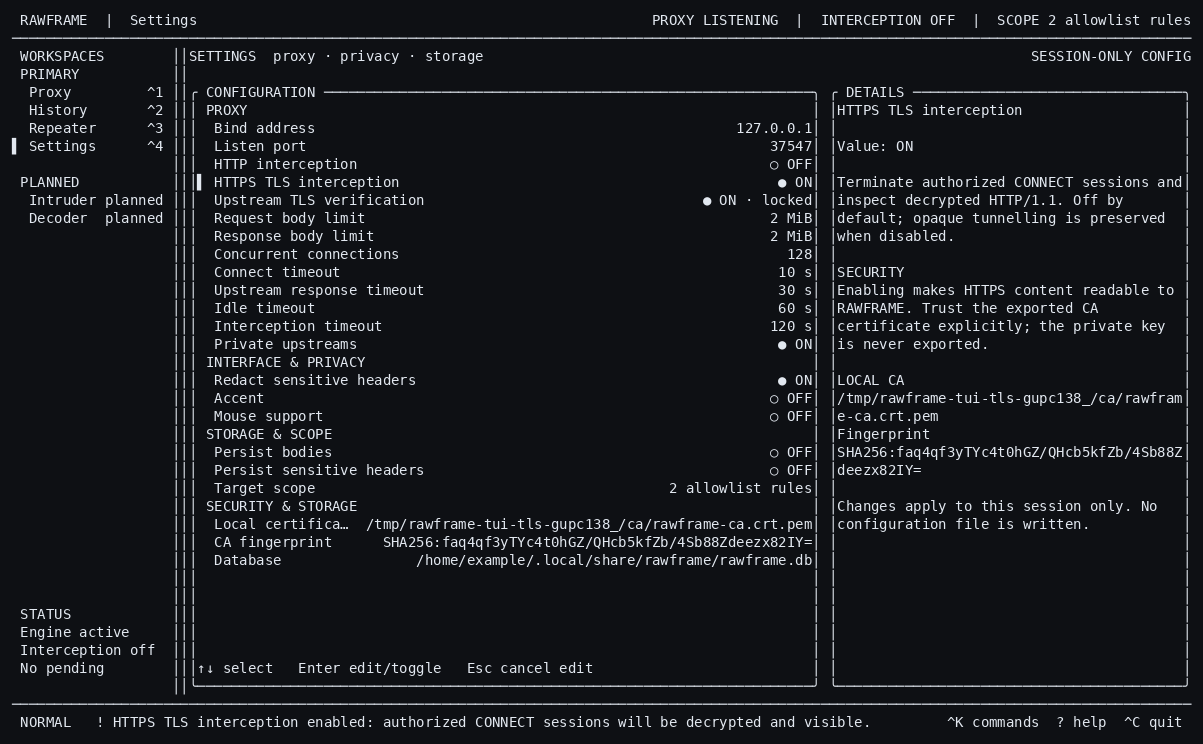 RAWFRAME | Settings PROXY LISTENING | INTERCEPTION OFF | SCOPE 2 allowlist rules
WORKSPACES
PRIMARY
Proxy ^1
History ^2
Repeater ^3
Settings ^4
PLANNED
Intruder planned
Decoder planned
STATUS
Engine active
Interception off
No pending
SETTINGS proxy · privacy · storage SESSION-ONLY CONFIG
CONFIGURATION
PROXY
Bind address 127.0.0.1
Listen port 37547
HTTP interception ○ OFF
HTTPS TLS interception ● ON
Upstream TLS verification ● ON · locked
Request body limit 2 MiB
Response body limit 2 MiB
Concurrent connections 128
Connect timeout 10 s
Upstream response timeout 30 s
Idle timeout 60 s
Interception timeout 120 s
Private upstreams ● ON
INTERFACE & PRIVACY
Redact sensitive headers ● ON
Accent ○ OFF
Mouse support ○ OFF
STORAGE & SCOPE
Persist bodies ○ OFF
Persist sensitive headers ○ OFF
Target scope 2 allowlist rules
SECURITY & STORAGE
Local certifica… /tmp/rawframe-tui-tls-gupc138_/ca/rawframe-ca.crt.pem
CA fingerprint SHA256:faq4qf3yTYc4t0hGZ/QHcb5kfZb/4Sb88Zdeezx82IY=
Database /home/example/.local/share/rawframe/rawframe.db
↑↓ select Enter edit/toggle Esc cancel edit
DETAILS
HTTPS TLS interception
Value: ON
Terminate authorized CONNECT sessions and
inspect decrypted HTTP/1.1. Off by
default; opaque tunnelling is preserved
when disabled.
SECURITY
Enabling makes HTTPS content readable to
RAWFRAME. Trust the exported CA
certificate explicitly; the private key
is never exported.
LOCAL CA
/tmp/rawframe-tui-tls-gupc138_/ca/rawfram
e-ca.crt.pem
Fingerprint
SHA256:faq4qf3yTYc4t0hGZ/QHcb5kfZb/4Sb88Z
deezx82IY=
Changes apply to this session only. No
configuration file is written.
NORMAL ! HTTPS TLS interception enabled: authorized CONNECT sessions will be decrypted and visible. ^K commands ? help ^C quit